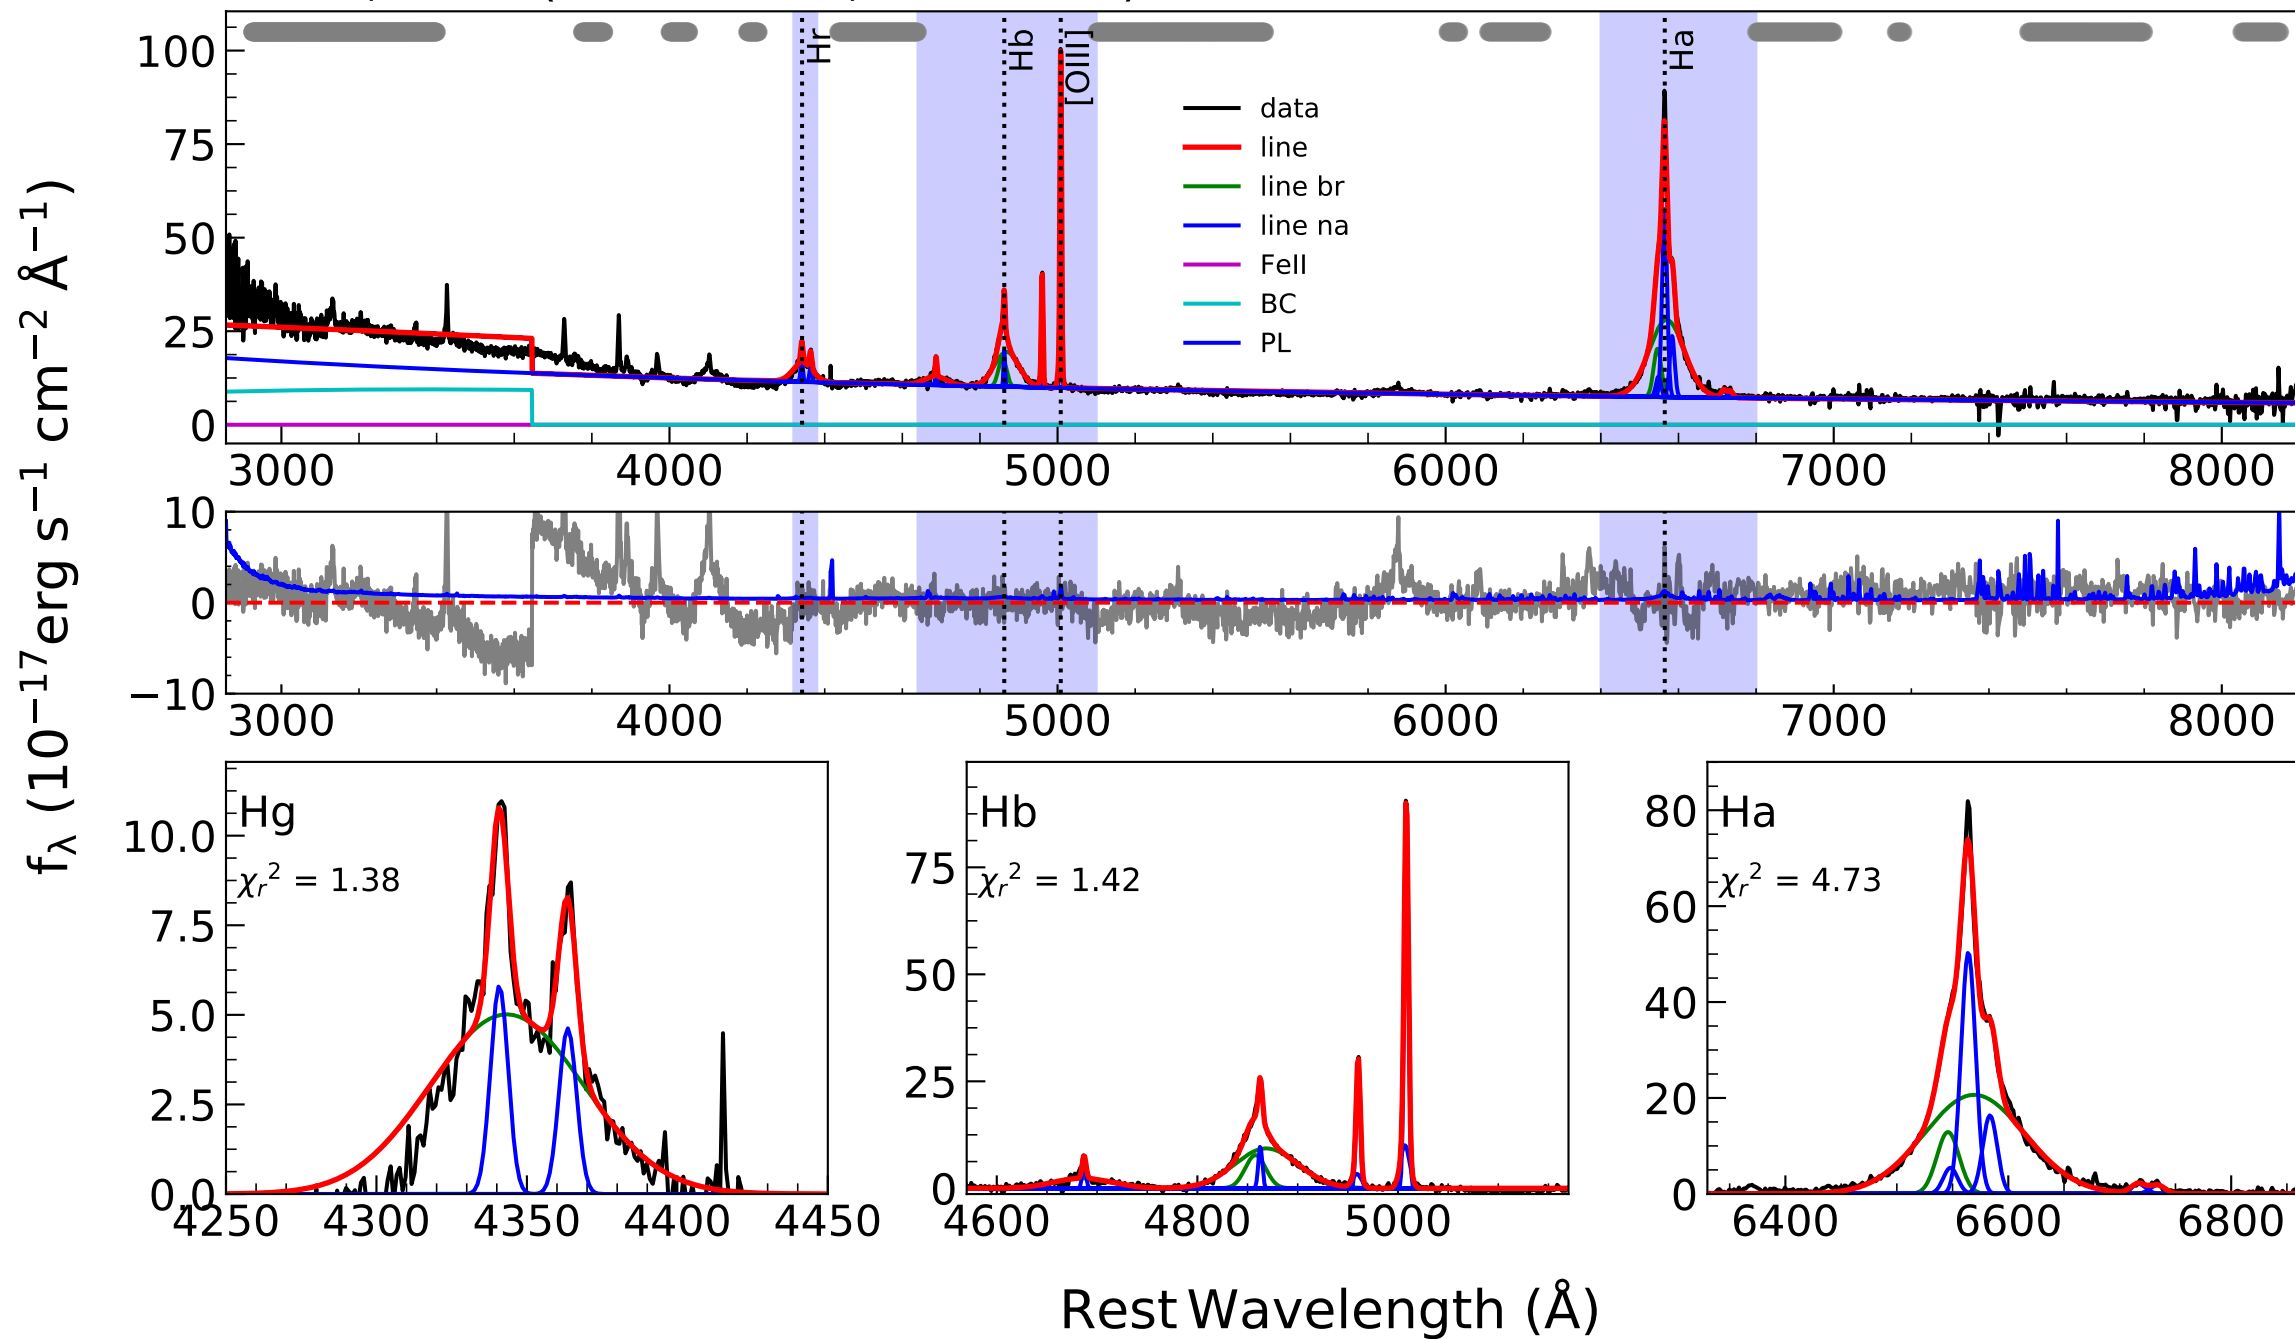 f_λ (10^−17 erg s^−1 cm^−2 Å^−1)
100
75
50
25
0
Hr
Hb
[OIII]
Ha
data
line
line br
line na
FeII
BC
PL
3000 4000 5000 6000 7000 8000
10
0
−10
3000 4000 5000 6000 7000 8000
Hg
χ_r^2 = 1.38
10.0
7.5
5.0
2.5
0.0
4250 4300 4350 4400 4450
Hb
χ_r^2 = 1.42
75
50
25
0
4600 4800 5000
Ha
χ_r^2 = 4.73
80
60
40
20
0
6400 6600 6800
Rest Wavelength (Å)